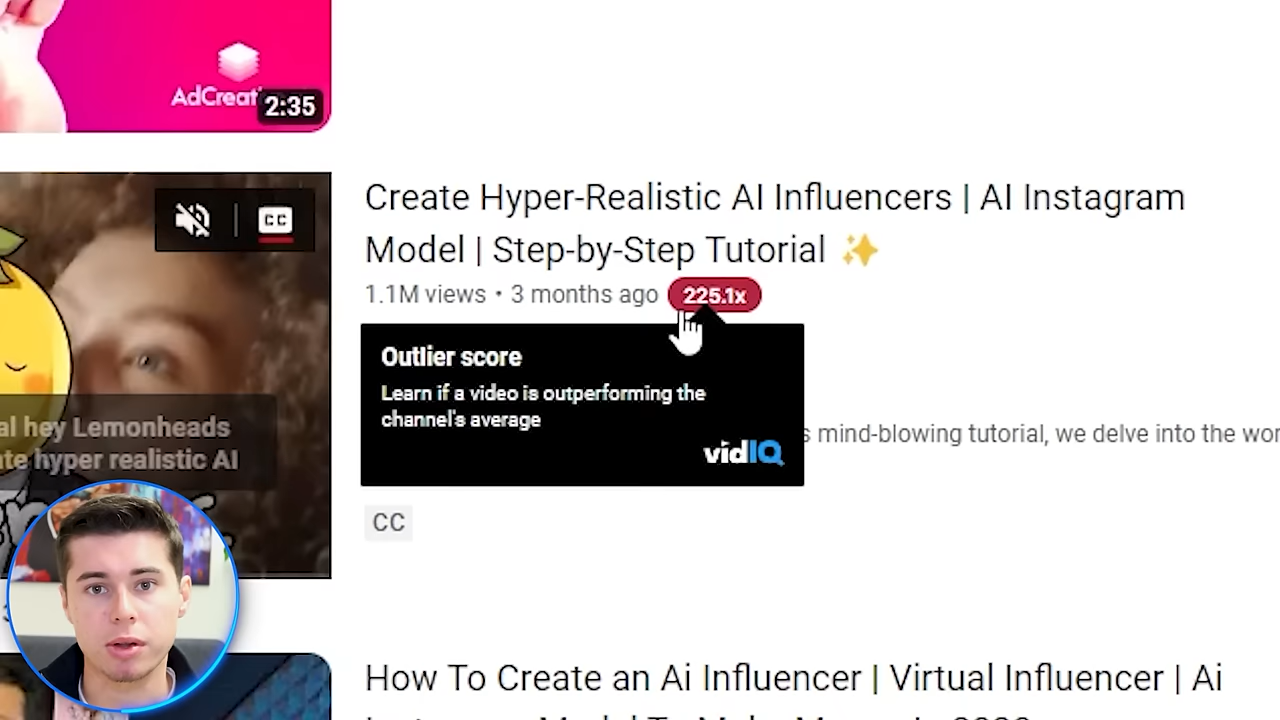 AdCreat
2:35
CC
Create Hyper-Realistic AI Influencers | AI Instagram
Model | Step-by-Step Tutorial ✨
1.1M views • 3 months ago 225.1x
Outlier score
Learn if a video is outperforming the
channel's average
vidIQ
al hey Lemonheads
ate hyper realistic AI
s mind-blowing tutorial, we delve into the wor
CC
How To Create an Ai Influencer | Virtual Influencer | Ai